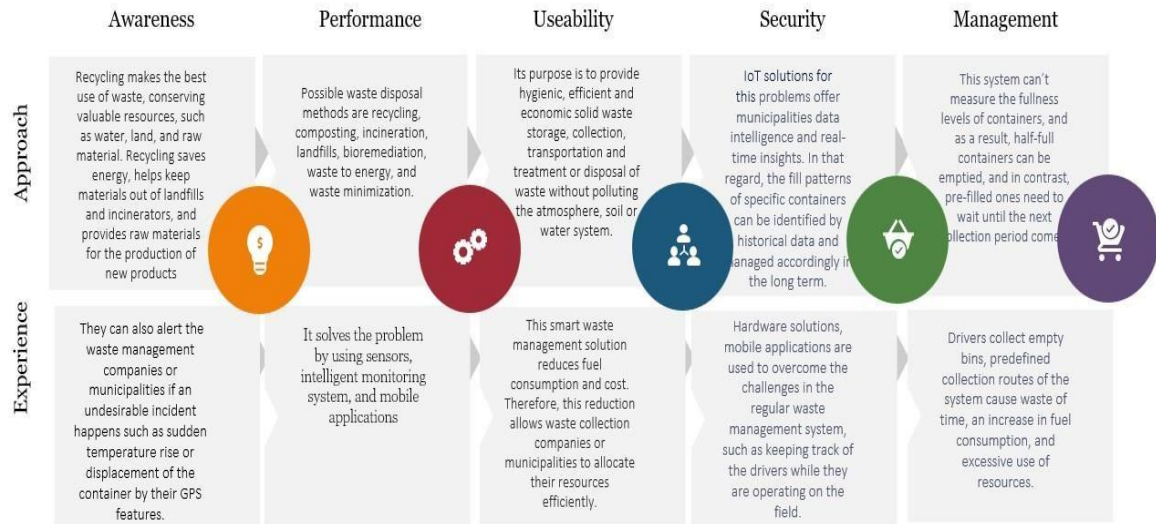 Awareness
Performance
Useability
Security
Management
Approach
Recycling makes the best
use of waste, conserving
valuable resources, such
as water, land, and raw
material. Recycling saves
energy, helps keep
materials out of landfills
and incinerators, and
provides raw materials
for the production of
new products
Possible waste disposal
methods are recycling,
composting, incineration,
landfills, bioremediation,
waste to energy, and
waste minimization.
Its purpose is to provide
hygienic, efficient and
economic solid waste
storage, collection,
transportation and
treatment or disposal of
waste without polluting
the atmosphere, soil or
water system.
IoT solutions for
this problems offer
municipalities data
intelligence and real-
time insights. In that
regard, the fill patterns
of specific containers
can be identified by
historical data and
managed accordingly in
the long term.
This system can't
measure the fullness
levels of containers, and
as a result, half-full
containers can be
emptied, and in contrast,
pre-filled ones need to
wait until the next
collection period come
$
Experience
They can also alert the
waste management
companies or
municipalities if an
undesirable incident
happens such as sudden
temperature rise or
displacement of the
container by their GPS
features.
It solves the problem
by using sensors,
intelligent monitoring
system, and mobile
applications
This smart waste
management solution
reduces fuel
consumption and cost.
Therefore, this reduction
allows waste collection
companies or
municipalities to allocate
their resources
efficiently.
Hardware solutions,
mobile applications are
used to overcome the
challenges in the
regular waste
management system,
such as keeping track of
the drivers while they
are operating on the
field.
Drivers collect empty
bins, predefined
collection routes of the
system cause waste of
time, an increase in fuel
consumption, and
excessive use of
resources.